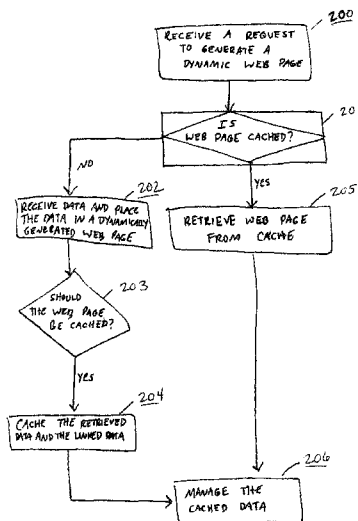 200
RECEIVE A REQUEST
TO GENERATE A
DYNAMIC WEB PAGE
20
IS
WEB PAGE CACHED?
NO
YES
202
RECEIVE DATA AND PLACE
THE DATA IN A DYNAMICALLY
GENERATED WEB PAGE
205
RETRIEVE WEB PAGE
FROM CACHE
203
SHOULD
THE WEB PAGE
BE CACHED?
YES
204
CACHE THE RETRIEVED
DATA AND THE LINKED DATA
206
MANAGE THE
CACHED DATA